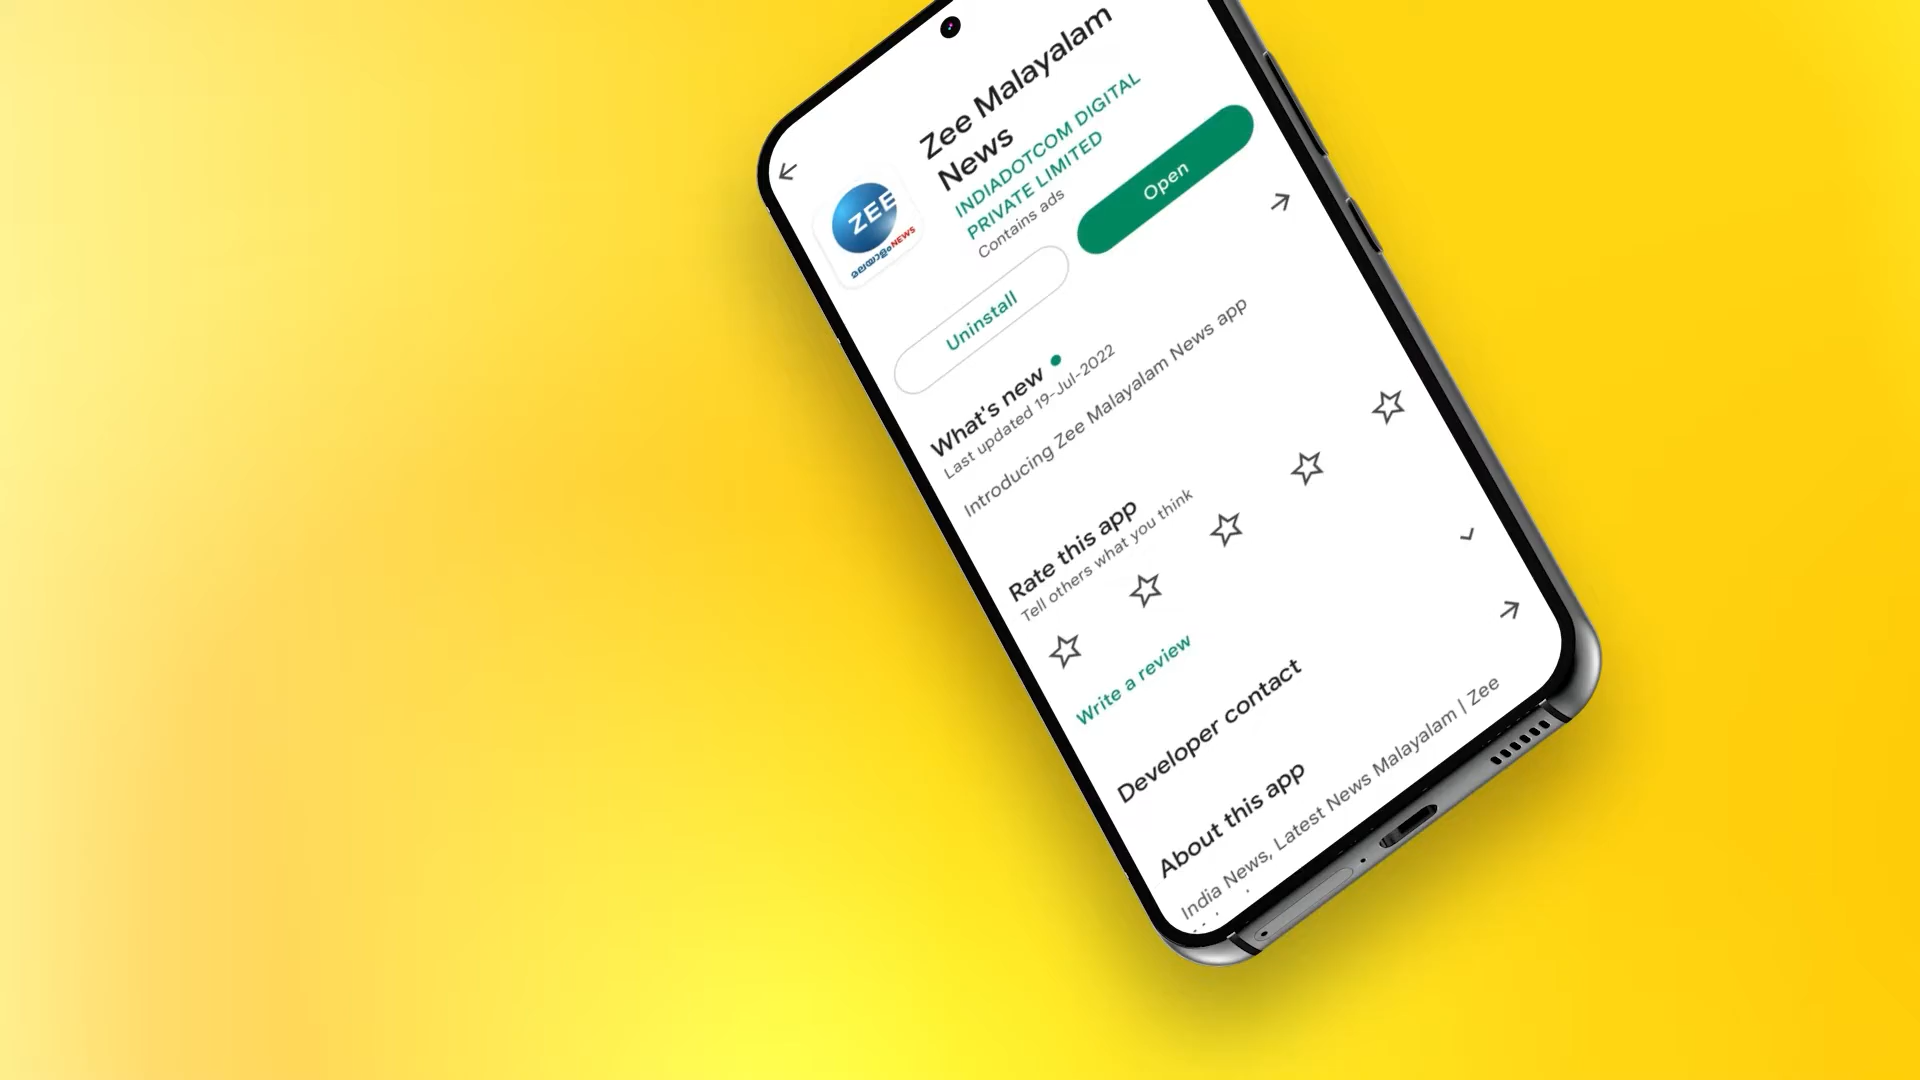 Zee Malayalam
News
INDIADOTCOM DIGITAL
PRIVATE LIMITED
Contains ads
ZEE
മലയാളം NEWS
Uninstall
Open
What's new
Last updated 19-Jul-2022
Introducing Zee Malayalam News app
Rate this app
Tell others what you think
Write a review
Developer contact
About this app
India News, Latest News Malayalam | Zee